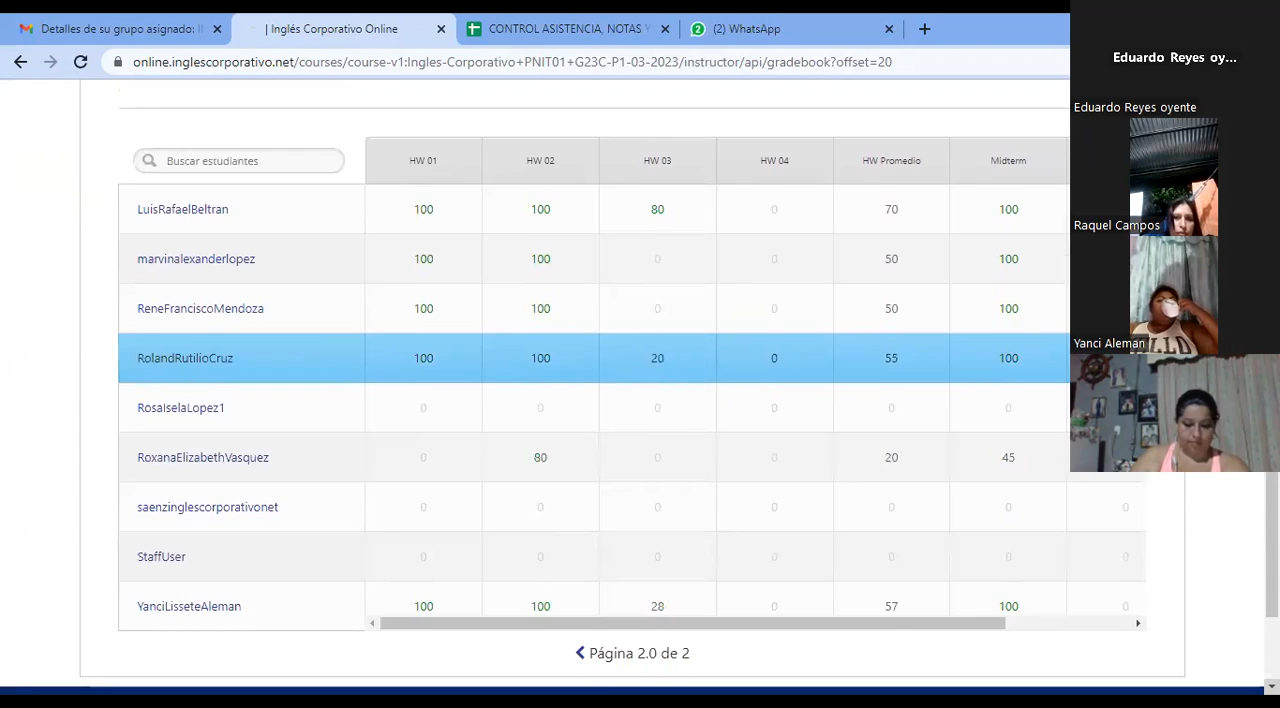 Detalles de su grupo asignado: I
| Inglés Corporativo Online
CONTROL ASISTENCIA, NOTAS Y
2 (2) WhatsApp
online.inglescorporativo.net/courses/course-v1:Ingles-Corporativo+PNIT01+G23C-P1-03-2023/instructor/api/gradebook?offset=20
Eduardo Reyes oy...
Eduardo Reyes oyente
Raquel Campos
Yanci Aleman
Buscar estudiantes HW 01 HW 02 HW 03 HW 04 HW Promedio Midterm
LuisRafaelBeltran 100 100 80 0 70 100
marvinalexanderlopez 100 100 0 0 50 100
ReneFranciscoMendoza 100 100 0 0 50 100
RolandRutilioCruz 100 100 20 0 55 100
RosaIselaLopez1 0 0 0 0 0 0
RoxanaElizabethVasquez 0 80 0 0 20 45
saenzinglescorporativonet 0 0 0 0 0 0 0
StaffUser 0 0 0 0 0 0 0
YanciLisseteAleman 100 100 28 0 57 100 0
Página 2.0 de 2